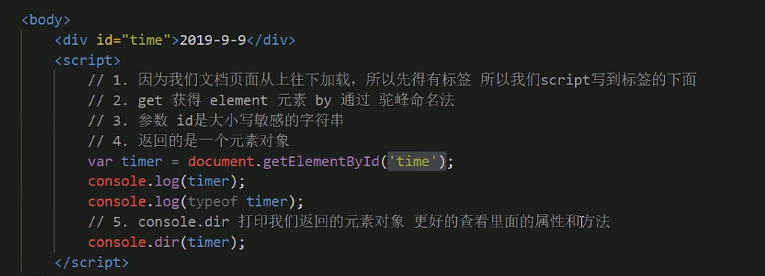 <body>
<div id="time">2019-9-9</div>
<script>
// 1. 因为我们文档页面从上往下加载，所以先得有标签 所以我们script写到标签的下面
// 2. get 获得 element 元素 by 通过 驼峰命名法
// 3. 参数 id是大小写敏感的字符串
// 4. 返回的是一个元素对象
var timer = document.getElementById('time');
console.log(timer);
console.log(typeof timer);
// 5. console.dir 打印我们返回的元素对象 更好的查看里面的属性和方法
console.dir(timer);
</script>